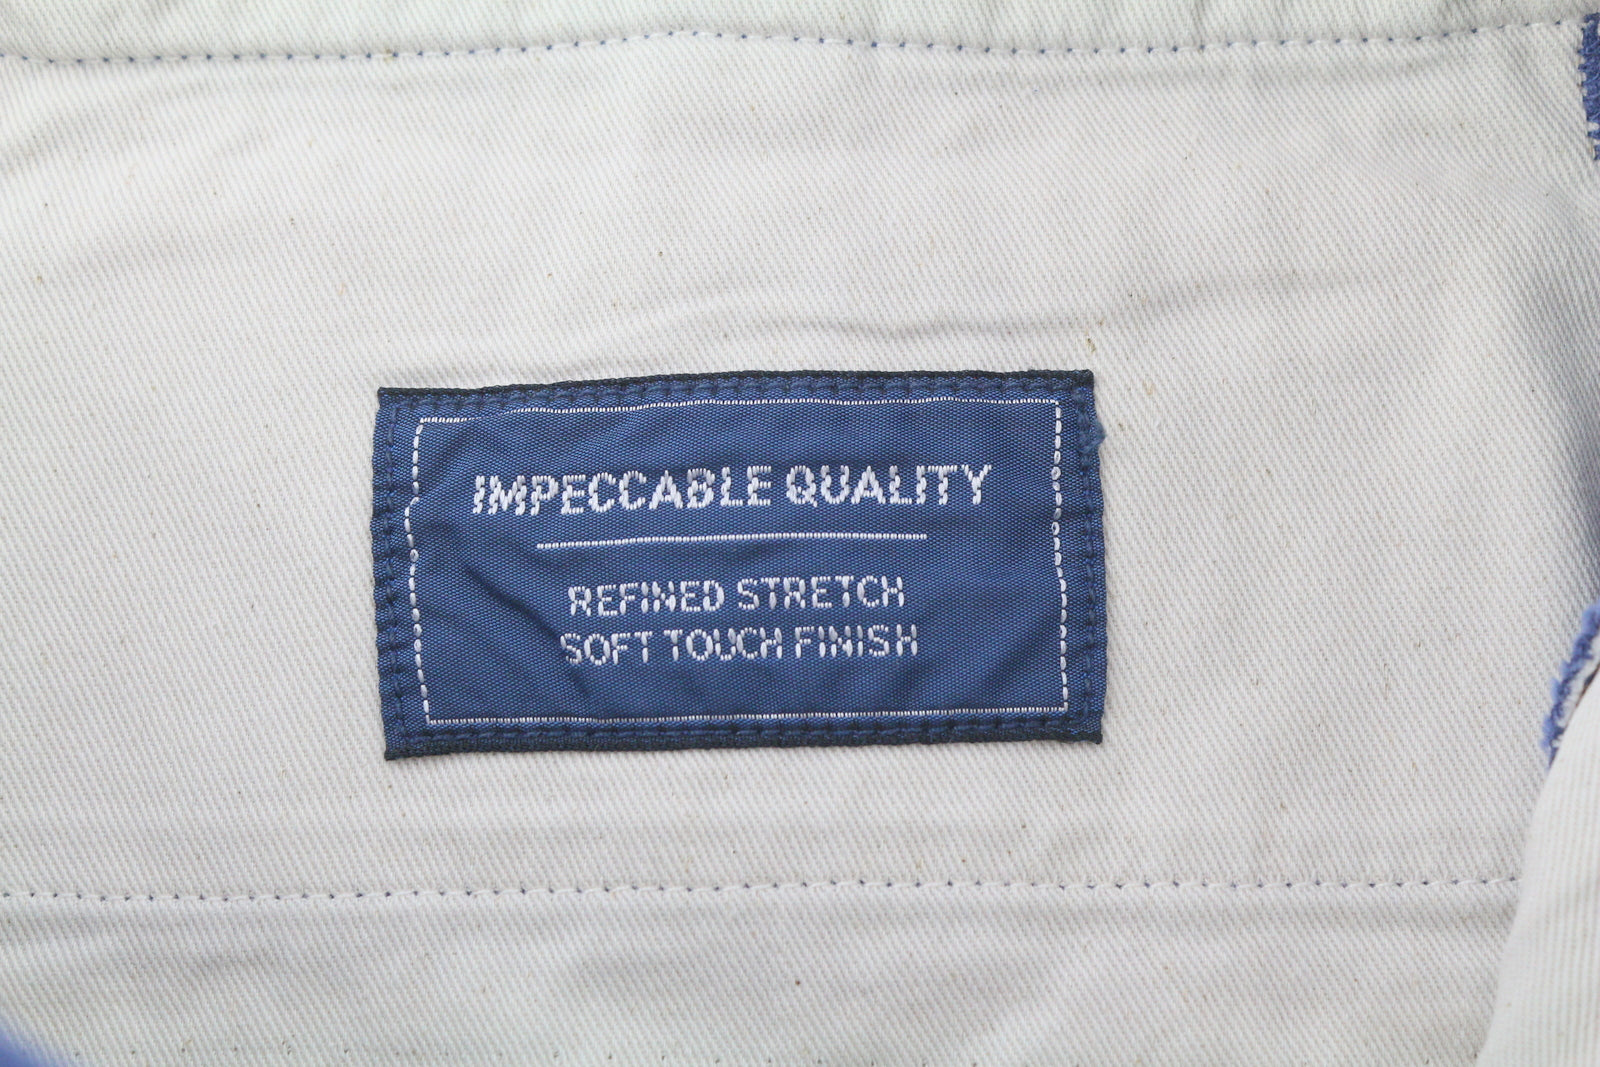 IMPECCABLE QUALITY
REFINED STRETCH
SOFT TOUCH FINISH